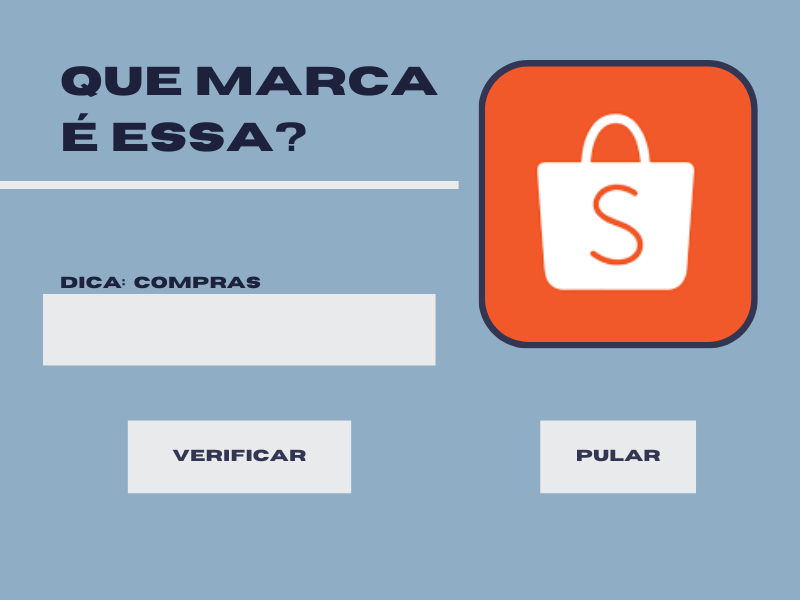 QUE MARCA
É ESSA?
S
DICA: COMPRAS
VERIFICAR
PULAR